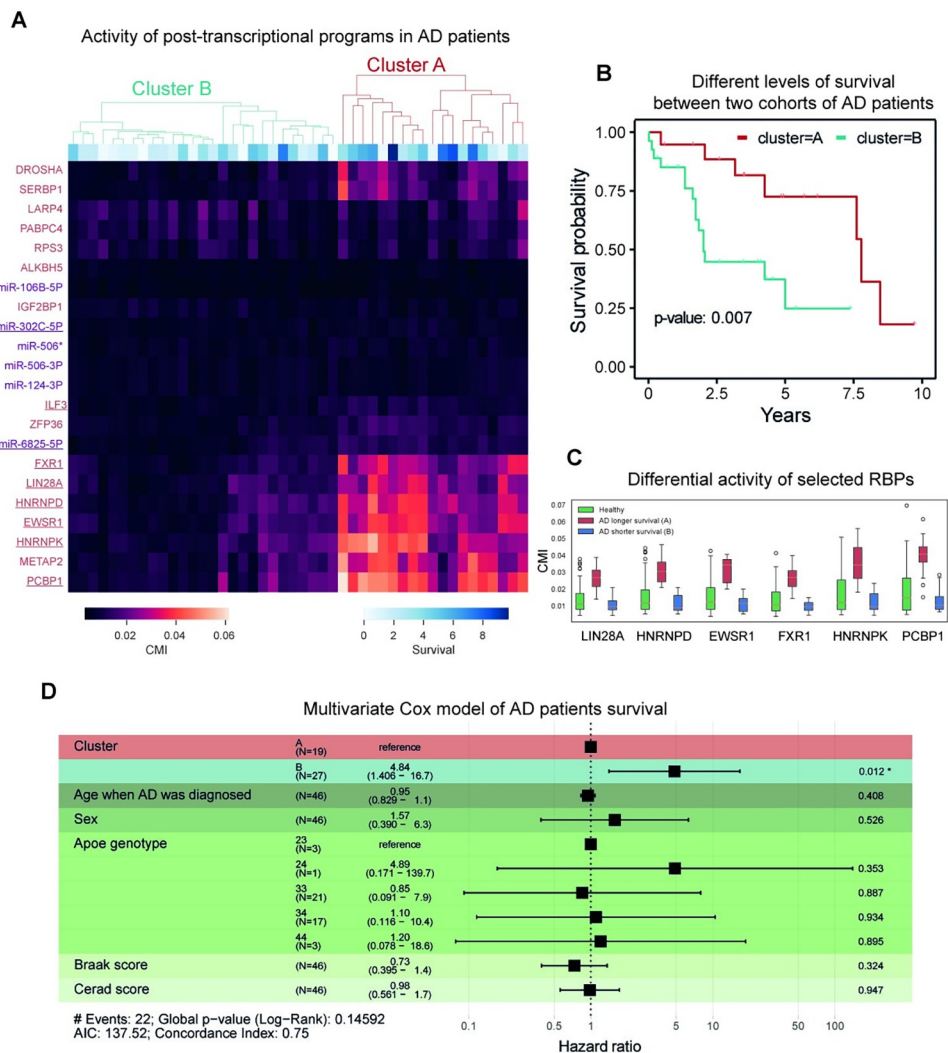 A
Activity of post-transcriptional programs in AD patients
Cluster A
Cluster B
DROSHA
SERBP1
LARP4
PABPC4
RPS3
ALKBH5
miR-106B-5P
IGF2BP1
miR-302C-5P
miR-506*
miR-506-3P
miR-124-3P
ILF3
ZFP36
miR-6825-5P
FXR1
LIN28A
HNRNPD
EWSR1
HNRNPK
METAP2
PCBP1
0.02 0.04 0.06
CMI
0 2 4 6 8
Survival
B
Different levels of survival
between two cohorts of AD patients
cluster=A cluster=B
1.00
0.75
0.50
0.25
0.00
Survival probability
p-value: 0.007
0 2.5 5 7.5 10
Years
C
Differential activity of selected RBPs
Healthy
AD longer survival (A)
AD shorter survival (B)
0.07
0.06
0.05
0.04
0.03
0.02
0.01
CMI
LIN28A HNRNPD EWSR1 FXR1 HNRNPK PCBP1
D
Multivariate Cox model of AD patients survival
Cluster A (N=19) reference
B (N=27) 4.84 (1.406 − 16.7) 0.012 *
Age when AD was diagnosed (N=46) 0.95 (0.829 − 1.1) 0.408
Sex (N=46) 1.57 (0.390 − 6.3) 0.526
Apoe genotype 23 (N=3) reference
24 (N=1) 4.89 (0.171 − 139.7) 0.353
33 (N=21) 0.85 (0.091 − 7.9) 0.887
34 (N=17) 1.10 (0.116 − 10.4) 0.934
44 (N=3) 1.20 (0.078 − 18.6) 0.895
Braak score (N=46) 0.73 (0.395 − 1.4) 0.324
Cerad score (N=46) 0.98 (0.561 − 1.7) 0.947
# Events: 22; Global p-value (Log-Rank): 0.14592
AIC: 137.52; Concordance Index: 0.75
0.1 0.5 1 5 10 50 100
Hazard ratio